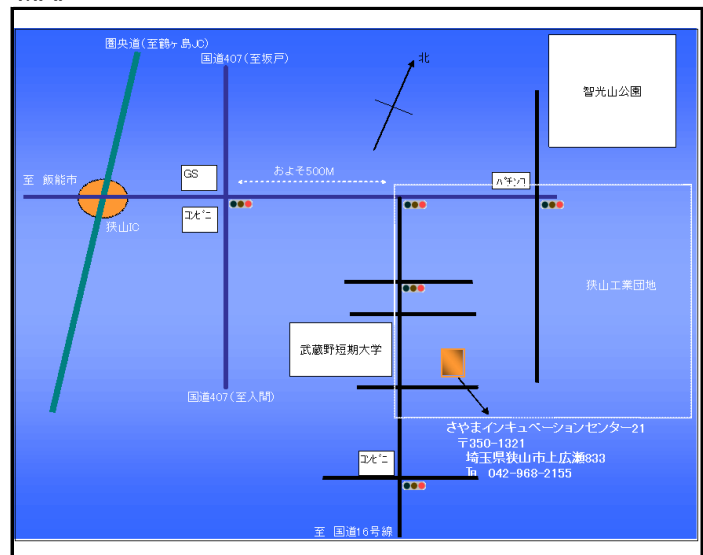 圏央道(至鶴ヶ島JC)
国道407(至坂戸)
北
智光山公園
至 飯能市
GS
およそ500M
パチンコ
コンビニ
狭山IC
狭山工業団地
武蔵野短期大学
国道407(至入間)
さやまインキュベーションセンター21
〒350-1321
埼玉県狭山市上広瀬833
℡ 042-968-2155
コンビニ
至 国道16号線